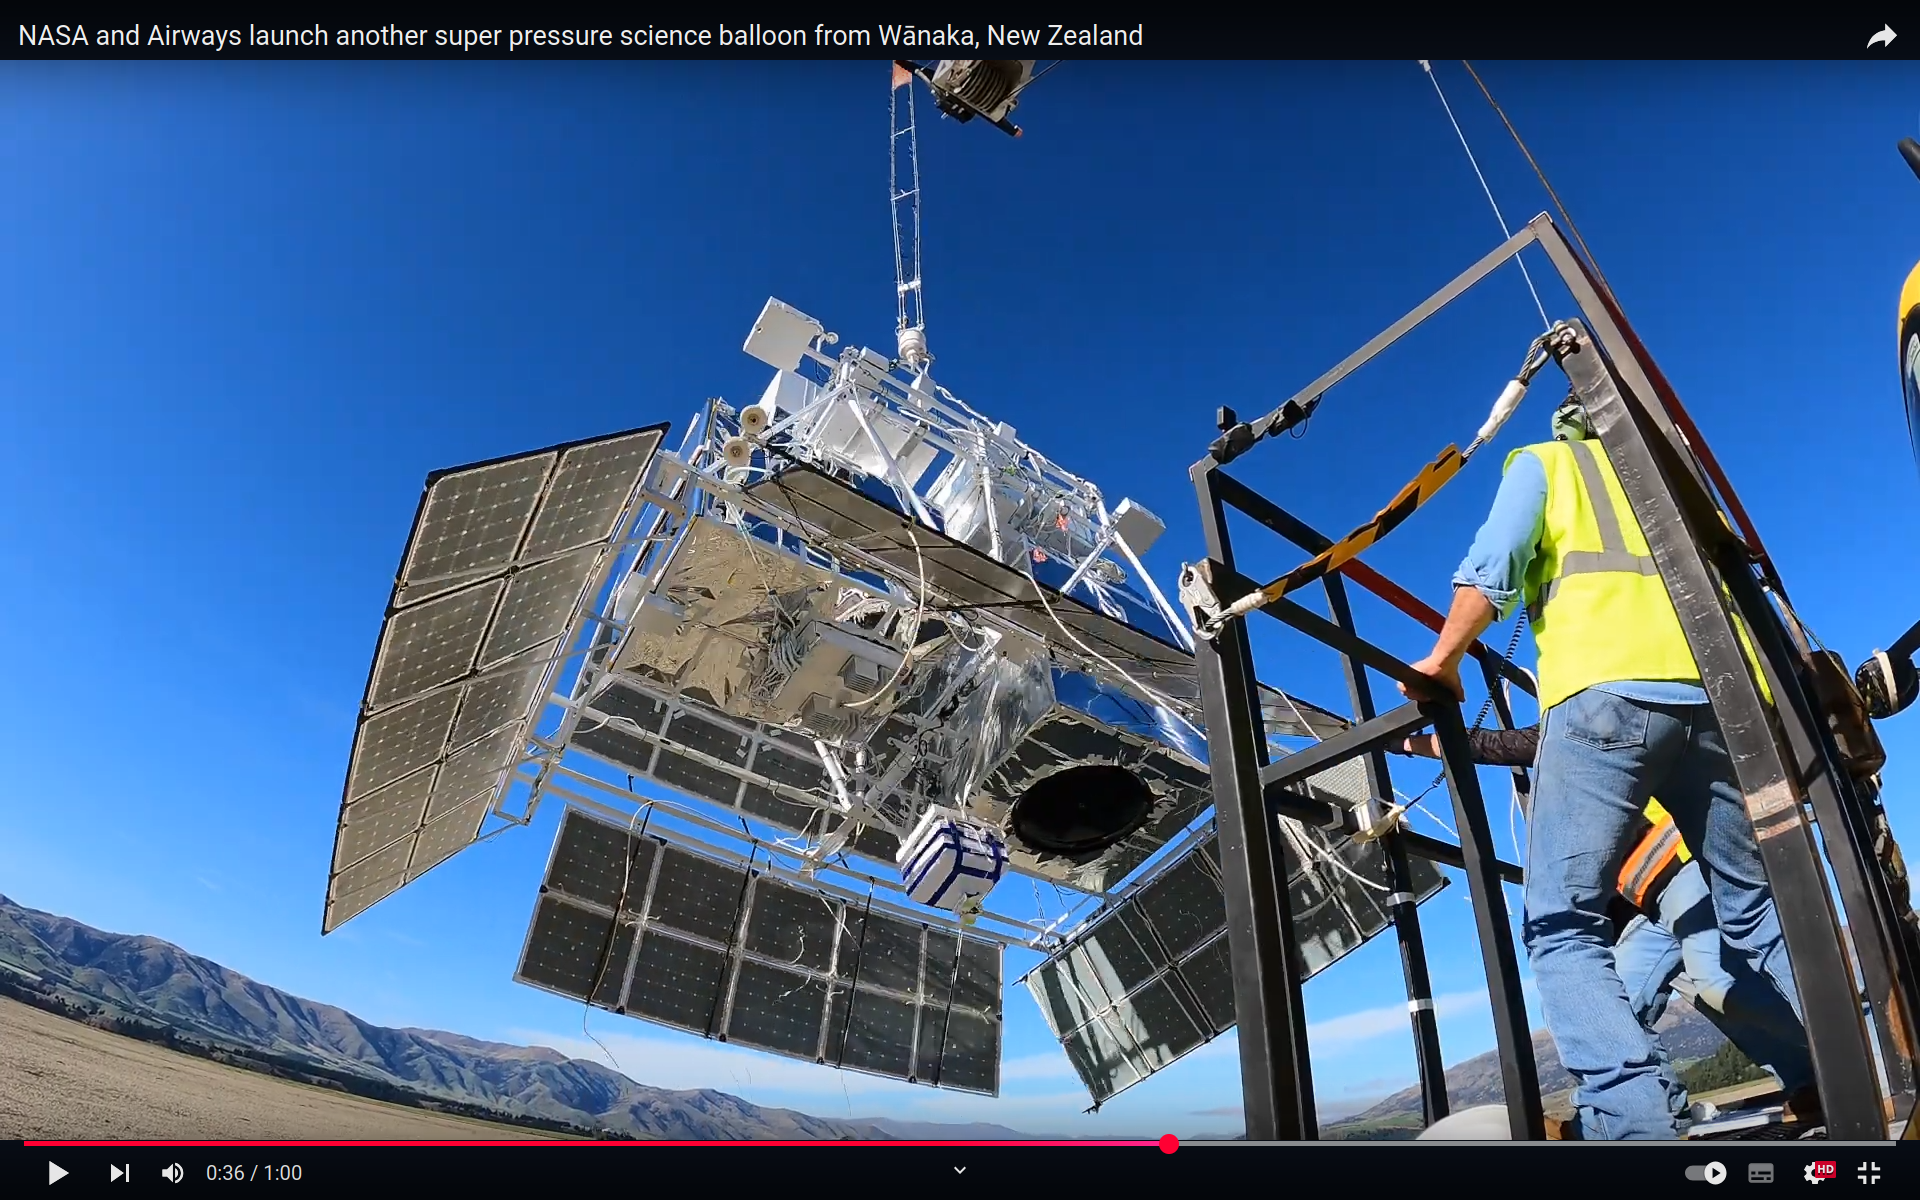 NASA and Airways launch another super pressure science balloon from Wānaka, New Zealand
0:36 / 1:00
HD